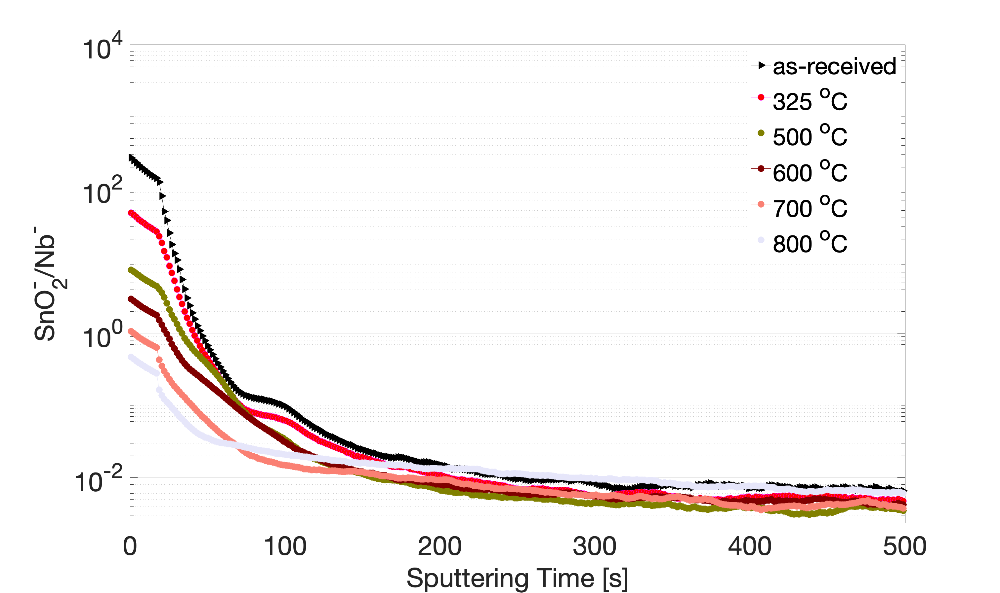 10^4
10^2
10^0
10^-2
SnO2^-/Nb^-
as-received
325 °C
500 °C
600 °C
700 °C
800 °C
0 100 200 300 400 500
Sputtering Time [s]